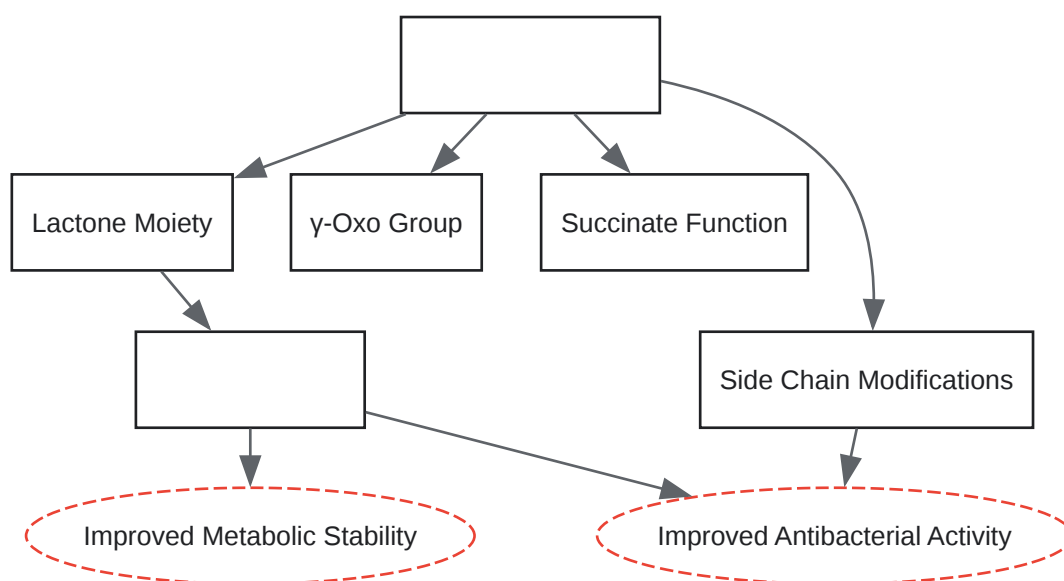 Lactone Moiety
γ-Oxo Group
Succinate Function
Side Chain Modifications
Improved Metabolic Stability
Improved Antibacterial Activity